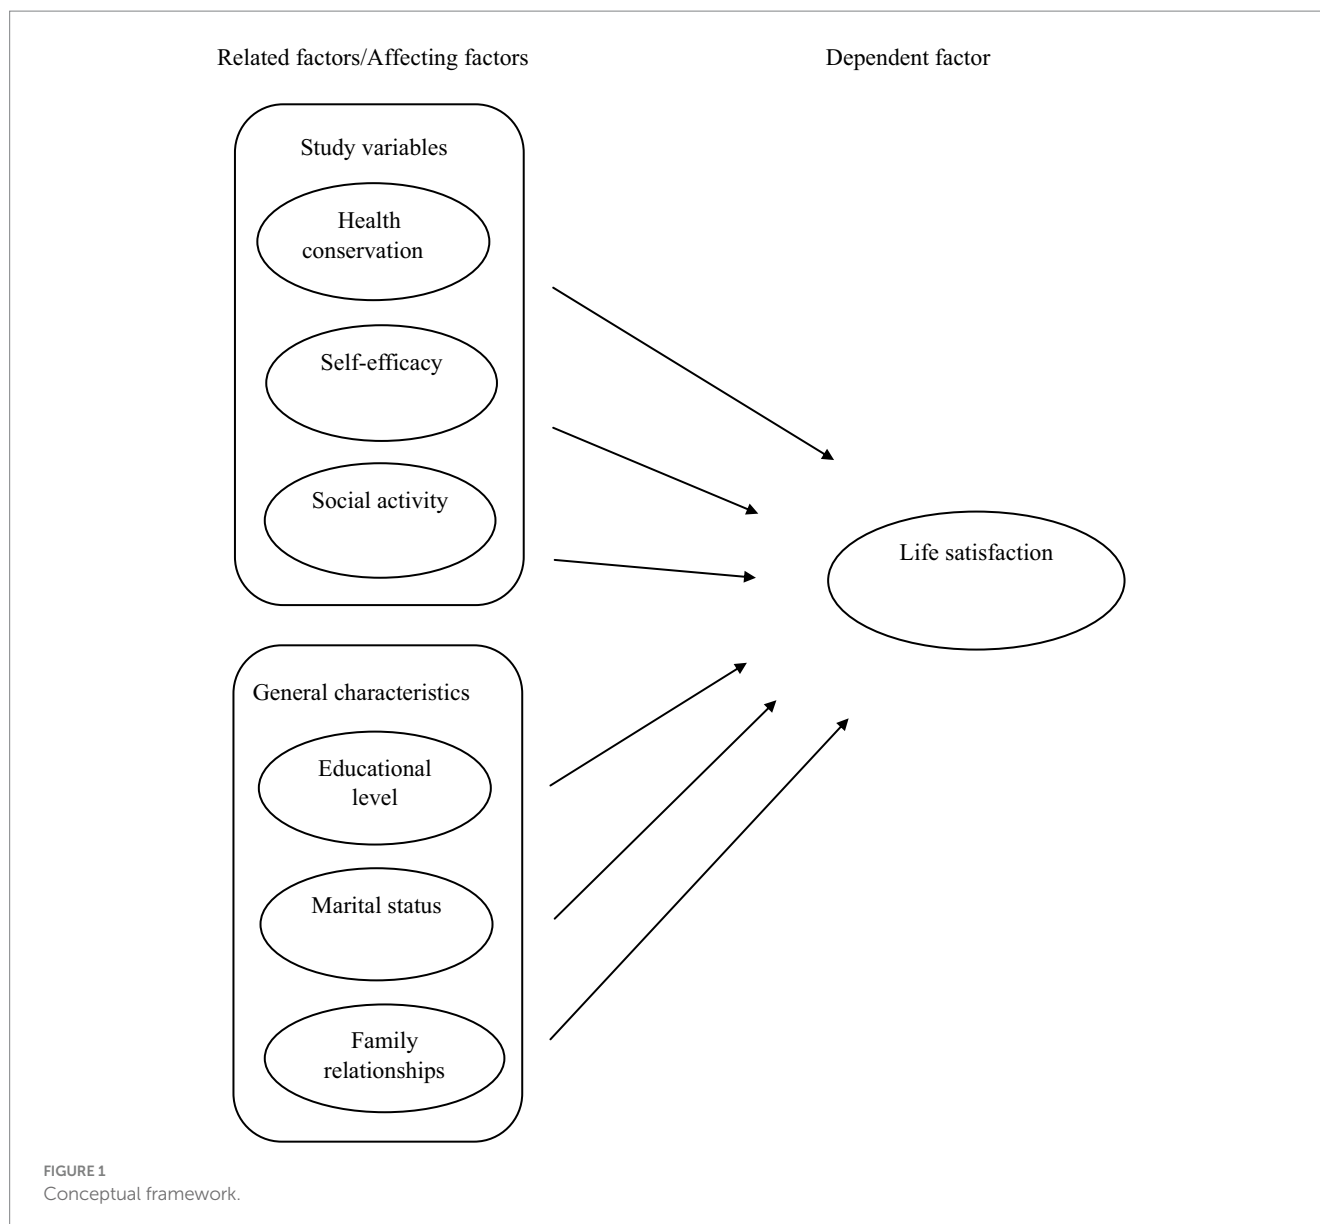 Related factors/Affecting factors
Dependent factor
Study variables
Health
conservation
Self-efficacy
Social activity
Life satisfaction
General characteristics
Educational
level
Marital status
Family
relationships
FIGURE 1
Conceptual framework.